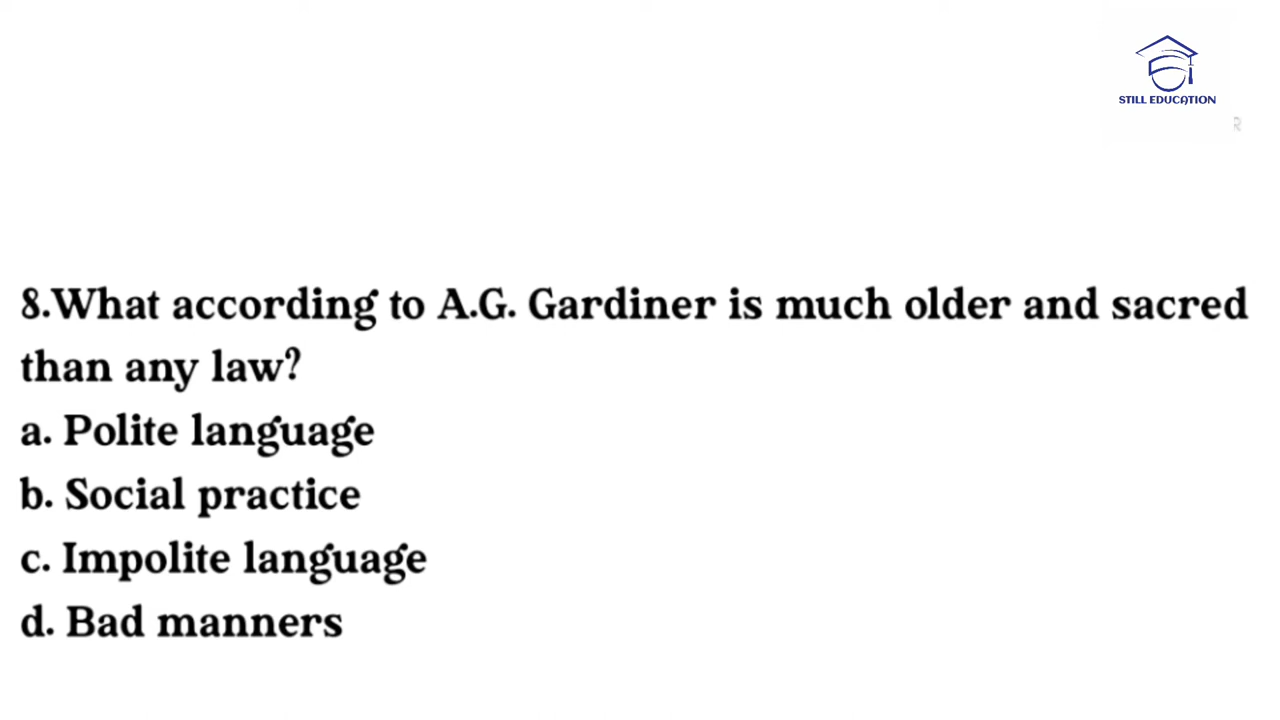 STILL EDUCATION
R
8.What according to A.G. Gardiner is much older and sacred
than any law?
a. Polite language
b. Social practice
c. Impolite language
d. Bad manners